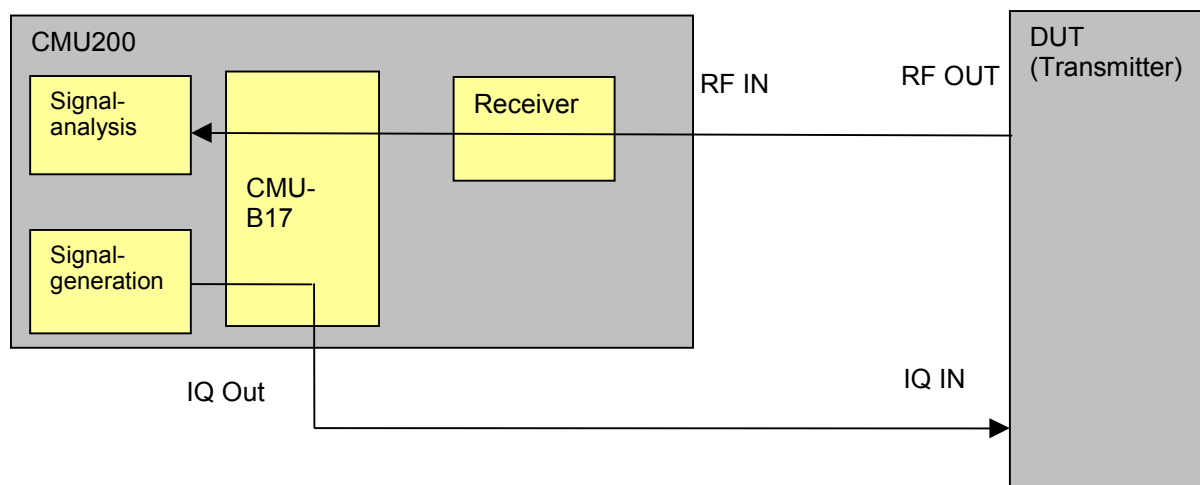 CMU200
Signal-
analysis
CMU-
B17
Receiver
Signal-
generation
RF IN
RF OUT
DUT
(Transmitter)
IQ Out
IQ IN